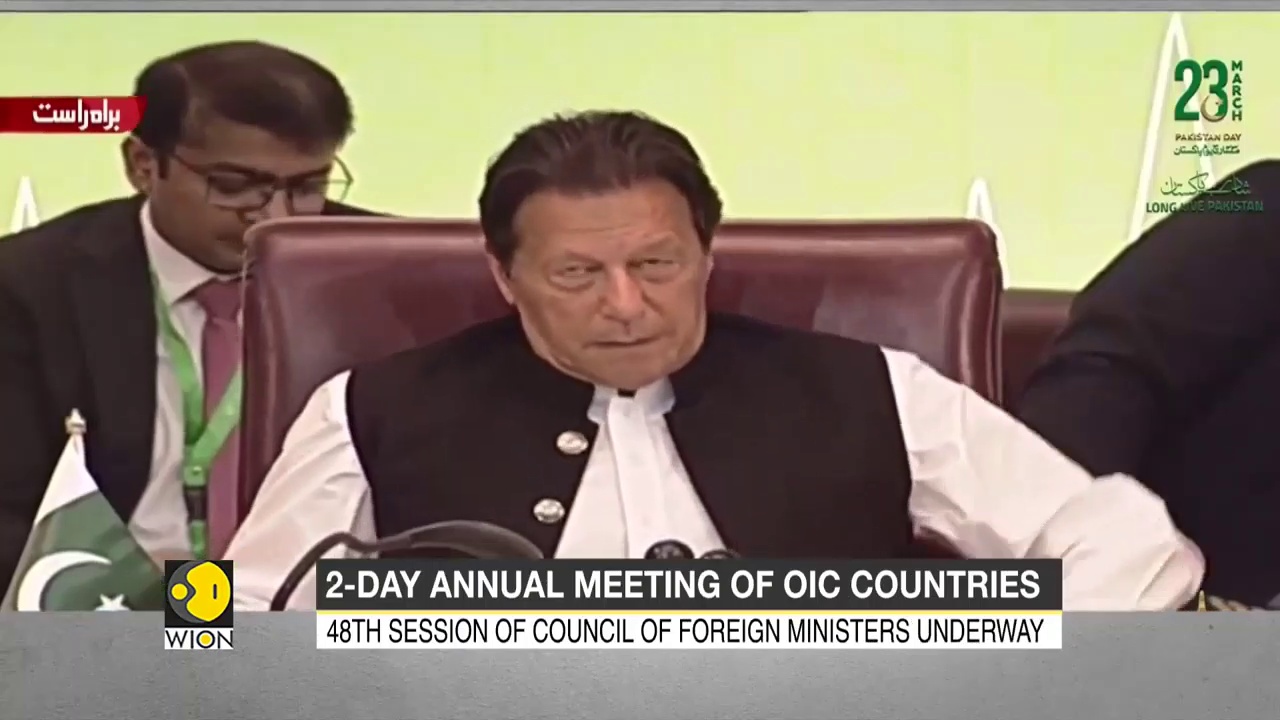 براہ راست
23
MARCH
PAKISTAN DAY
LONG LIVE PAKISTAN
WION
2-DAY ANNUAL MEETING OF OIC COUNTRIES
48TH SESSION OF COUNCIL OF FOREIGN MINISTERS UNDERWAY